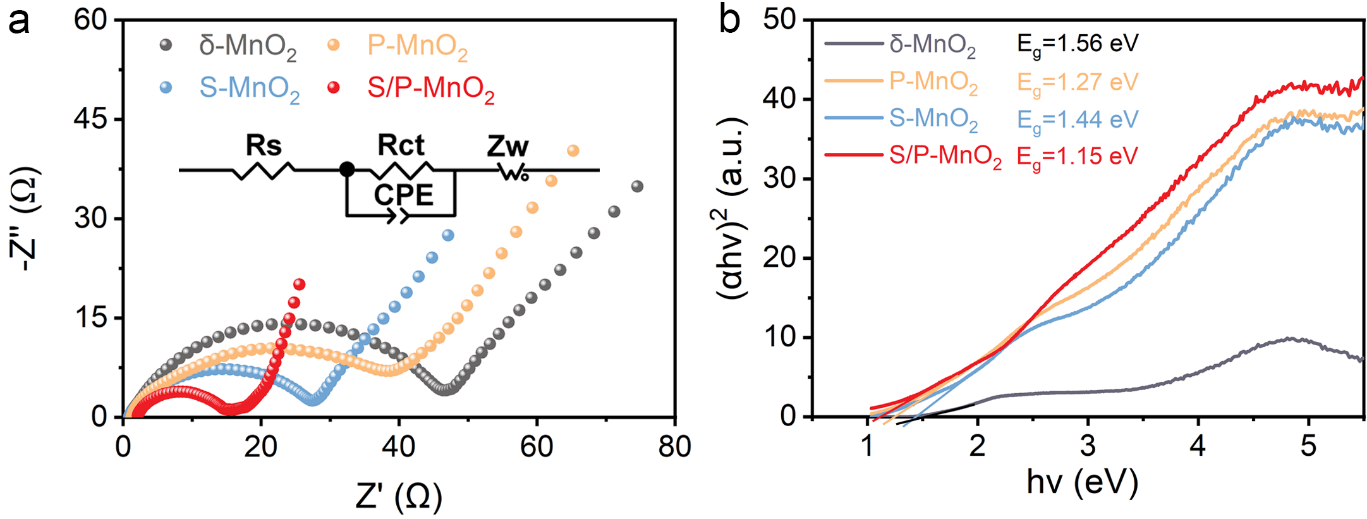 a
60
45
30
15
0
0 20 40 60 80
-Z" (Ω)
Z' (Ω)
δ-MnO₂ P-MnO₂
S-MnO₂ S/P-MnO₂
Rs Rct Zw
CPE
b
50
40
30
20
10
0
1 2 3 4 5
(αhv)² (a.u.)
hv (eV)
δ-MnO₂ Eg=1.56 eV
P-MnO₂ Eg=1.27 eV
S-MnO₂ Eg=1.44 eV
S/P-MnO₂ Eg=1.15 eV